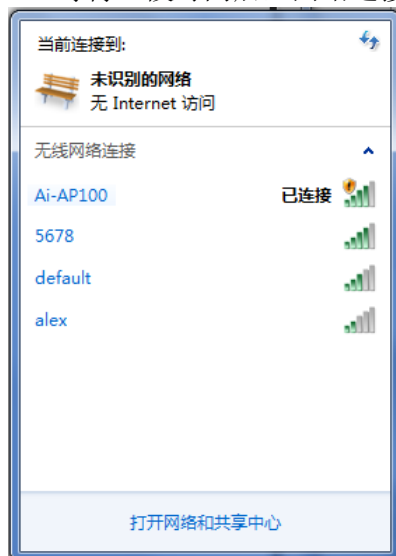 当前连接到:
未识别的网络
无 Internet 访问
无线网络连接
Ai-AP100 已连接
5678
default
alex
打开网络和共享中心